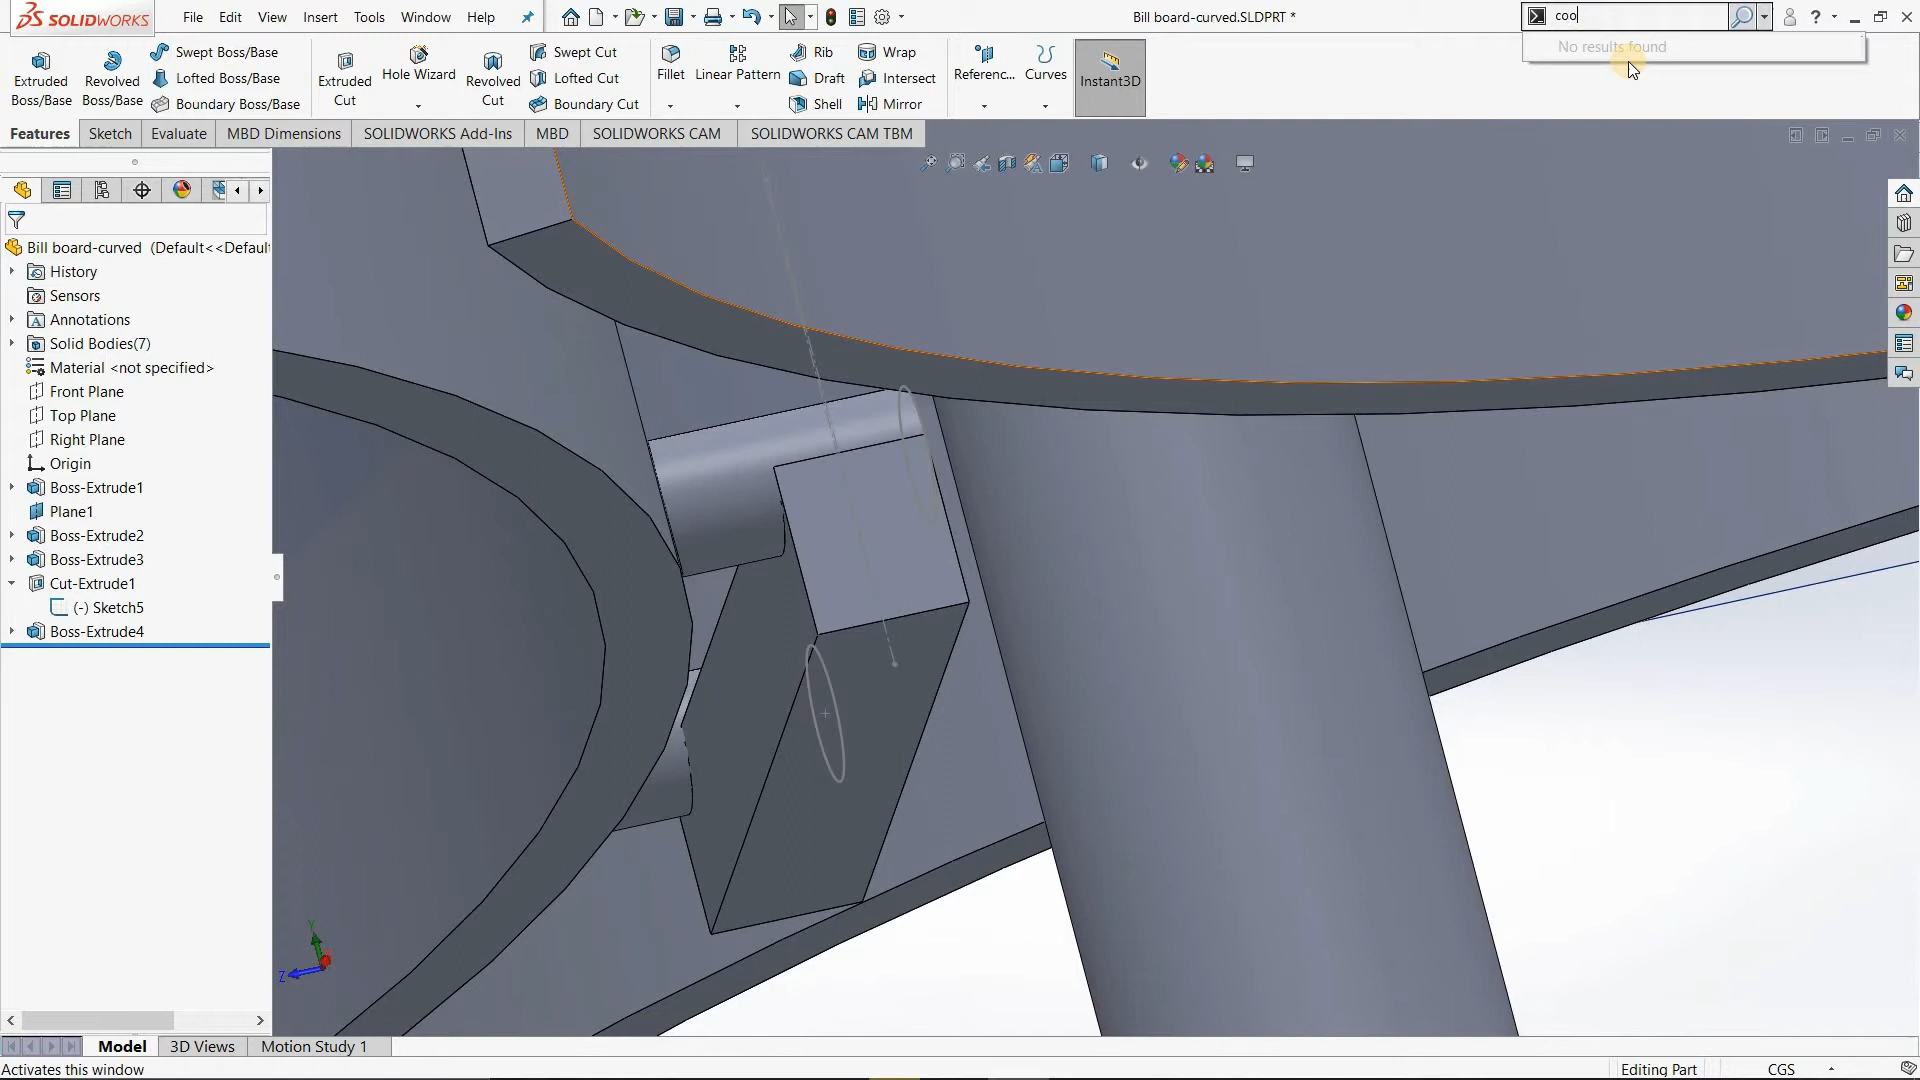 SOLIDWORKS
File Edit View Insert Tools Window Help
Bill board-curved.SLDPRT *
coo
?
No results found
Extruded Boss/Base
Revolved Boss/Base
Swept Boss/Base
Lofted Boss/Base
Boundary Boss/Base
Extruded Cut
Hole Wizard
Revolved Cut
Swept Cut
Lofted Cut
Boundary Cut
Fillet
Linear Pattern
Rib
Draft
Shell
Wrap
Intersect
Mirror
Referenc...
Curves
Instant3D
Features Sketch Evaluate MBD Dimensions SOLIDWORKS Add-Ins MBD SOLIDWORKS CAM SOLIDWORKS CAM TBM
Bill board-curved (Default<<Defaul
History
Sensors
Annotations
Solid Bodies(7)
Material <not specified>
Front Plane
Top Plane
Right Plane
Origin
Boss-Extrude1
Plane1
Boss-Extrude2
Boss-Extrude3
Cut-Extrude1
(-) Sketch5
Boss-Extrude4
Y
Z
Model 3D Views Motion Study 1
Activates this window
Editing Part
CGS